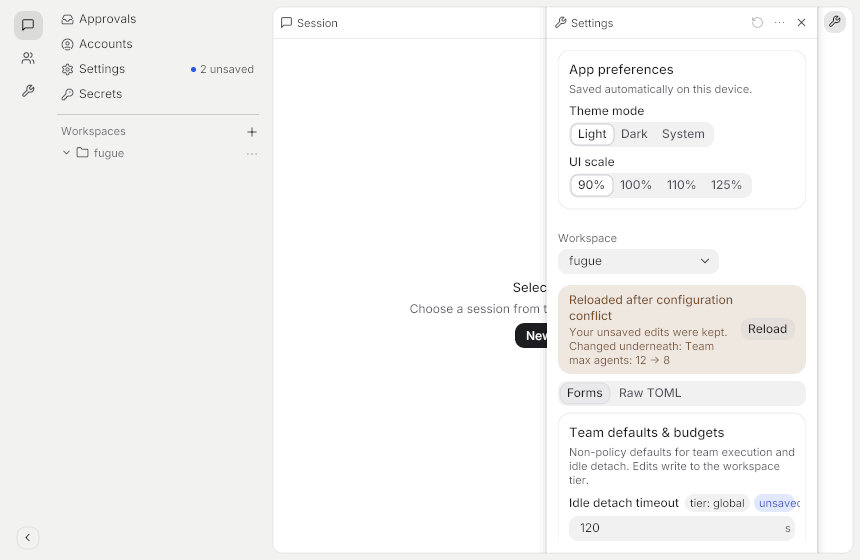 Approvals
Accounts
Settings
2 unsaved
Secrets
Workspaces
fugue
Session
Choose a session from t
Settings
App preferences
Saved automatically on this device.
Theme mode
Light Dark System
UI scale
90% 100% 110% 125%
Workspace
fugue
Reloaded after configuration
conflict
Your unsaved edits were kept.
Changed underneath: Team
max agents: 12 → 8
Reload
Forms Raw TOML
Team defaults & budgets
Non-policy defaults for team execution and
idle detach. Edits write to the workspace
tier.
Idle detach timeout tier: global unsaved
120 s